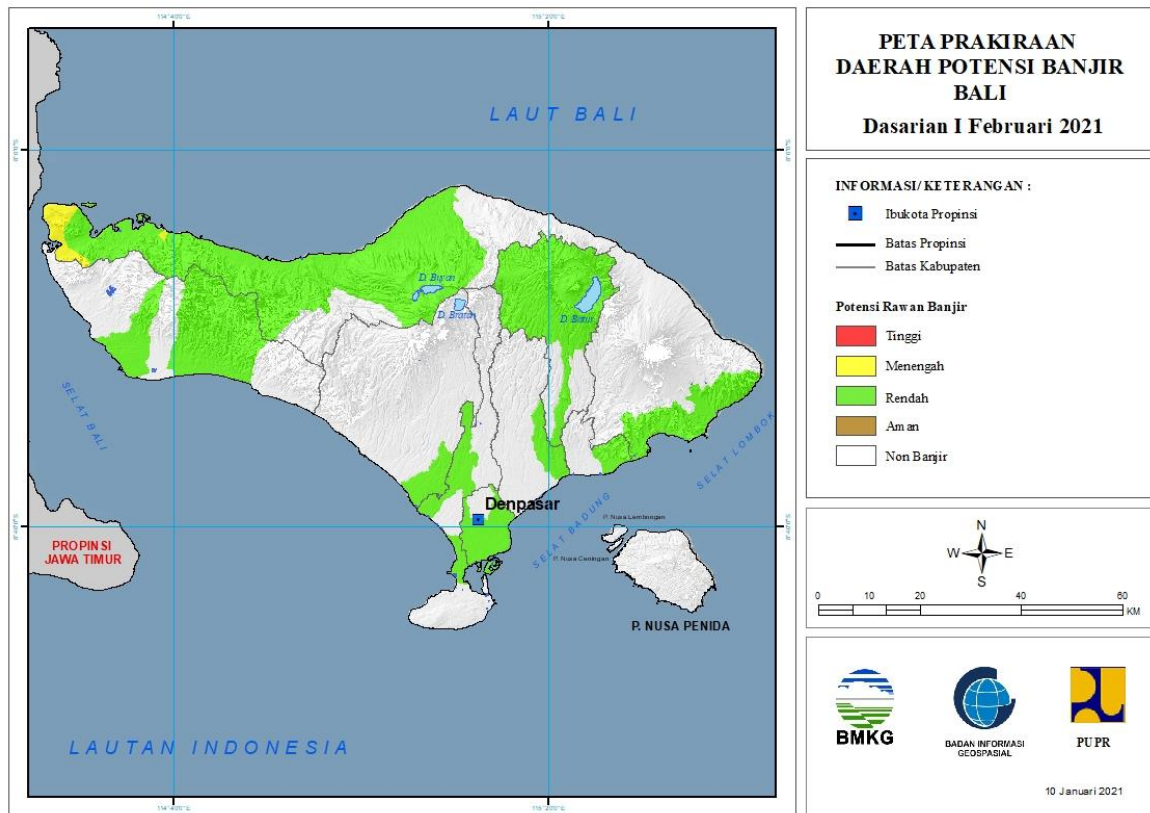 PETA PRAKIRAAN
DAERAH POTENSI BANJIR
BALI
Dasarian I Februari 2021
INFORMASI/ KETERANGAN :
Ibukota Propinsi
Batas Propinsi
Batas Kabupaten
Potensi Rawan Banjir
Tinggi
Menengah
Rendah
Aman
Non Banjir
N
W E
S
0 10 20 40 60
KM
BMKG
BADAN INFORMASI
GEOSPASIAL
PUPR
10 Januari 2021
LAUT BALI
D. Buyan
D. Bratan
D. Batur
SELAT BALI
SELAT LOMBOK
Denpasar
SELAT BADUNG
P. Nusa Lembongan
P. Nusa Ceningan
PROPINSI
JAWA TIMUR
P. NUSA PENIDA
LAUTAN INDONESIA